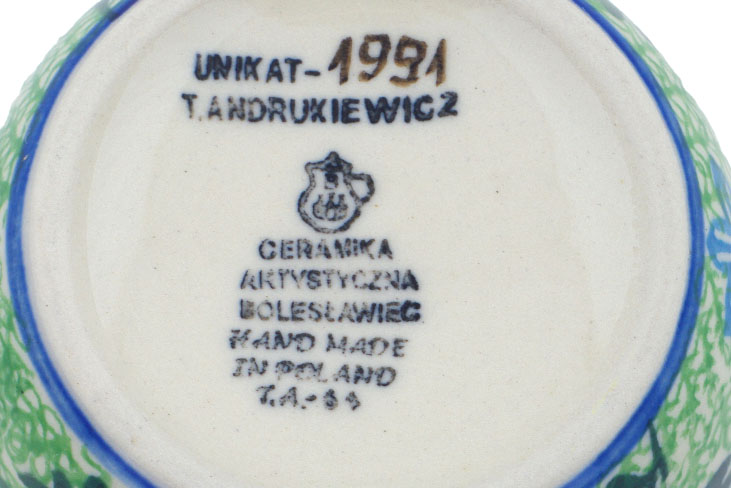 UNIKAT-1991
T.ANDRUKIEWICZ
CERAMIKA
ARTYSTYCZNA
BOLESŁAWIEC
HAND MADE
IN POLAND
T.A.-